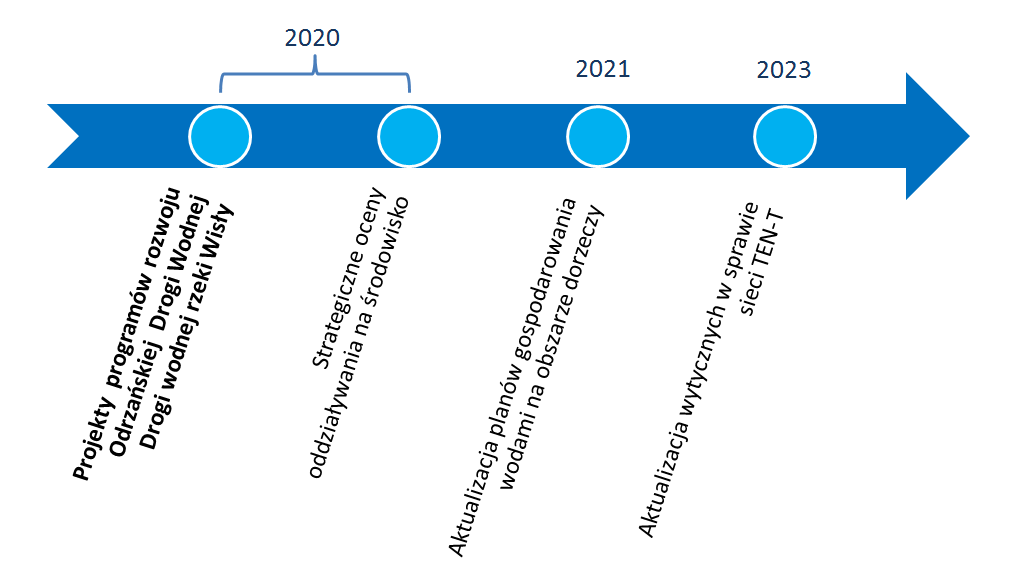 2020
2021
2023
Projekty programów rozwoju
Odrzańskiej Drogi Wodnej
Drogi wodnej rzeki Wisły
Strategiczne oceny
oddziaływania na środowisko
Aktualizacja planów gospodarowania
wodami na obszarze dorzeczy
Aktualizacja wytycznych w sprawie
sieci TEN-T